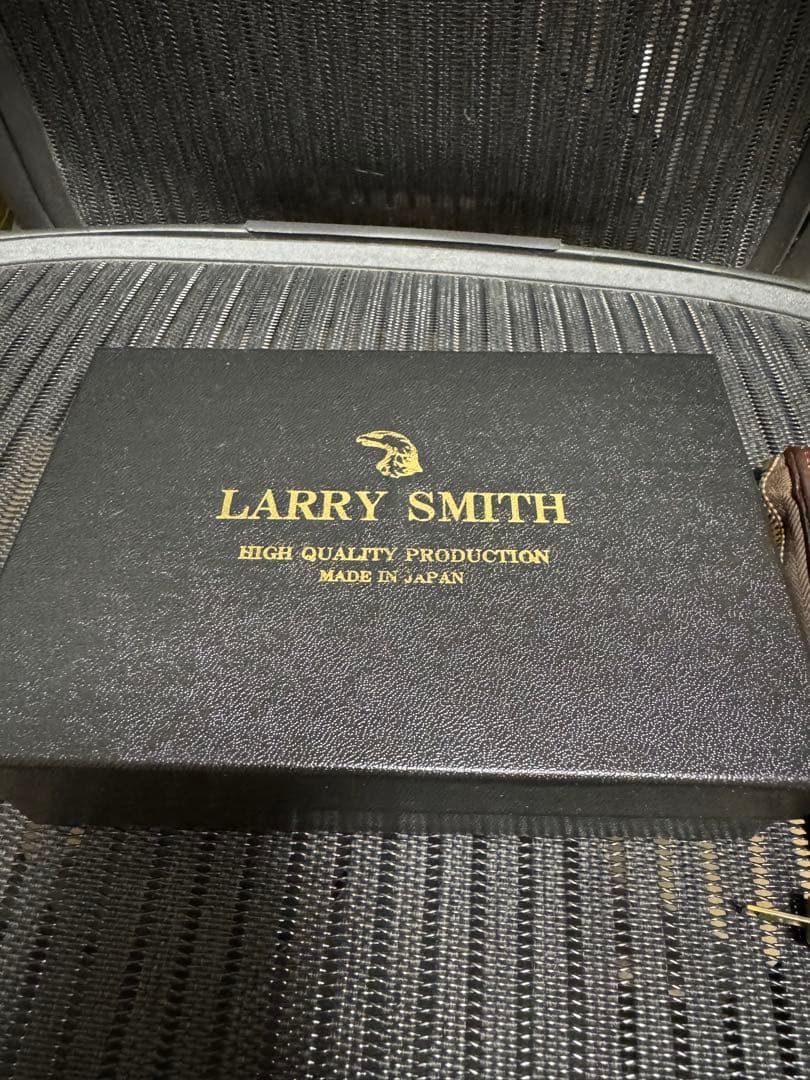 LARRY SMITH
HIGH QUALITY PRODUCTION
MADE IN JAPAN